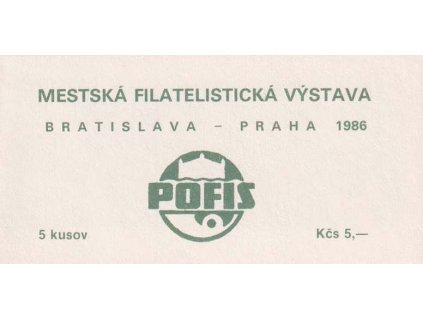 MESTSKÁ FILATELISTICKÁ VÝSTAVA
BRATISLAVA - PRAHA 1986
POFIS
5 kusov Kčs 5,—